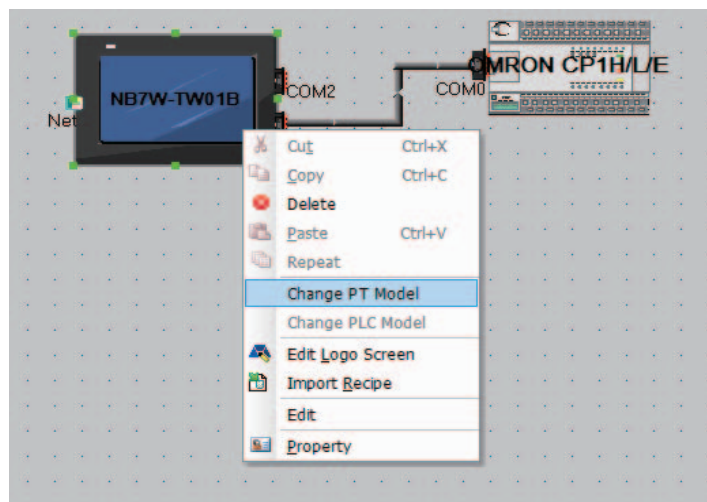 OMRON CP1H/L/E
COM0
COM2
NB7W-TW01B
Net
Cut Ctrl+X
Copy Ctrl+C
Delete
Paste Ctrl+V
Repeat
Change PT Model
Change PLC Model
Edit Logo Screen
Import Recipe
Edit
Property